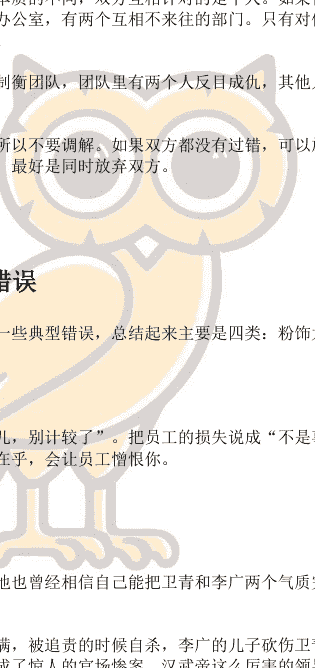 本质的不同，双方互相针对的是个人。如果
办公室，有两个互相不来往的部门。只有对
制衡团队，团队里有两个人反目成仇，其他
所以不要调解。如果双方都没有过错，可以
最好是同时放弃双方。
错误
一些典型错误，总结起来主要是四类：粉饰
儿，别计较了”。把员工的损失说成“不是
在乎，会让员工憎恨你。
他也曾经相信自己能把卫青和李广两个气质
满，被追责的时候自杀，李广的儿子砍伤卫
成了惊人的官场惨案。汉武帝这么厉害的领